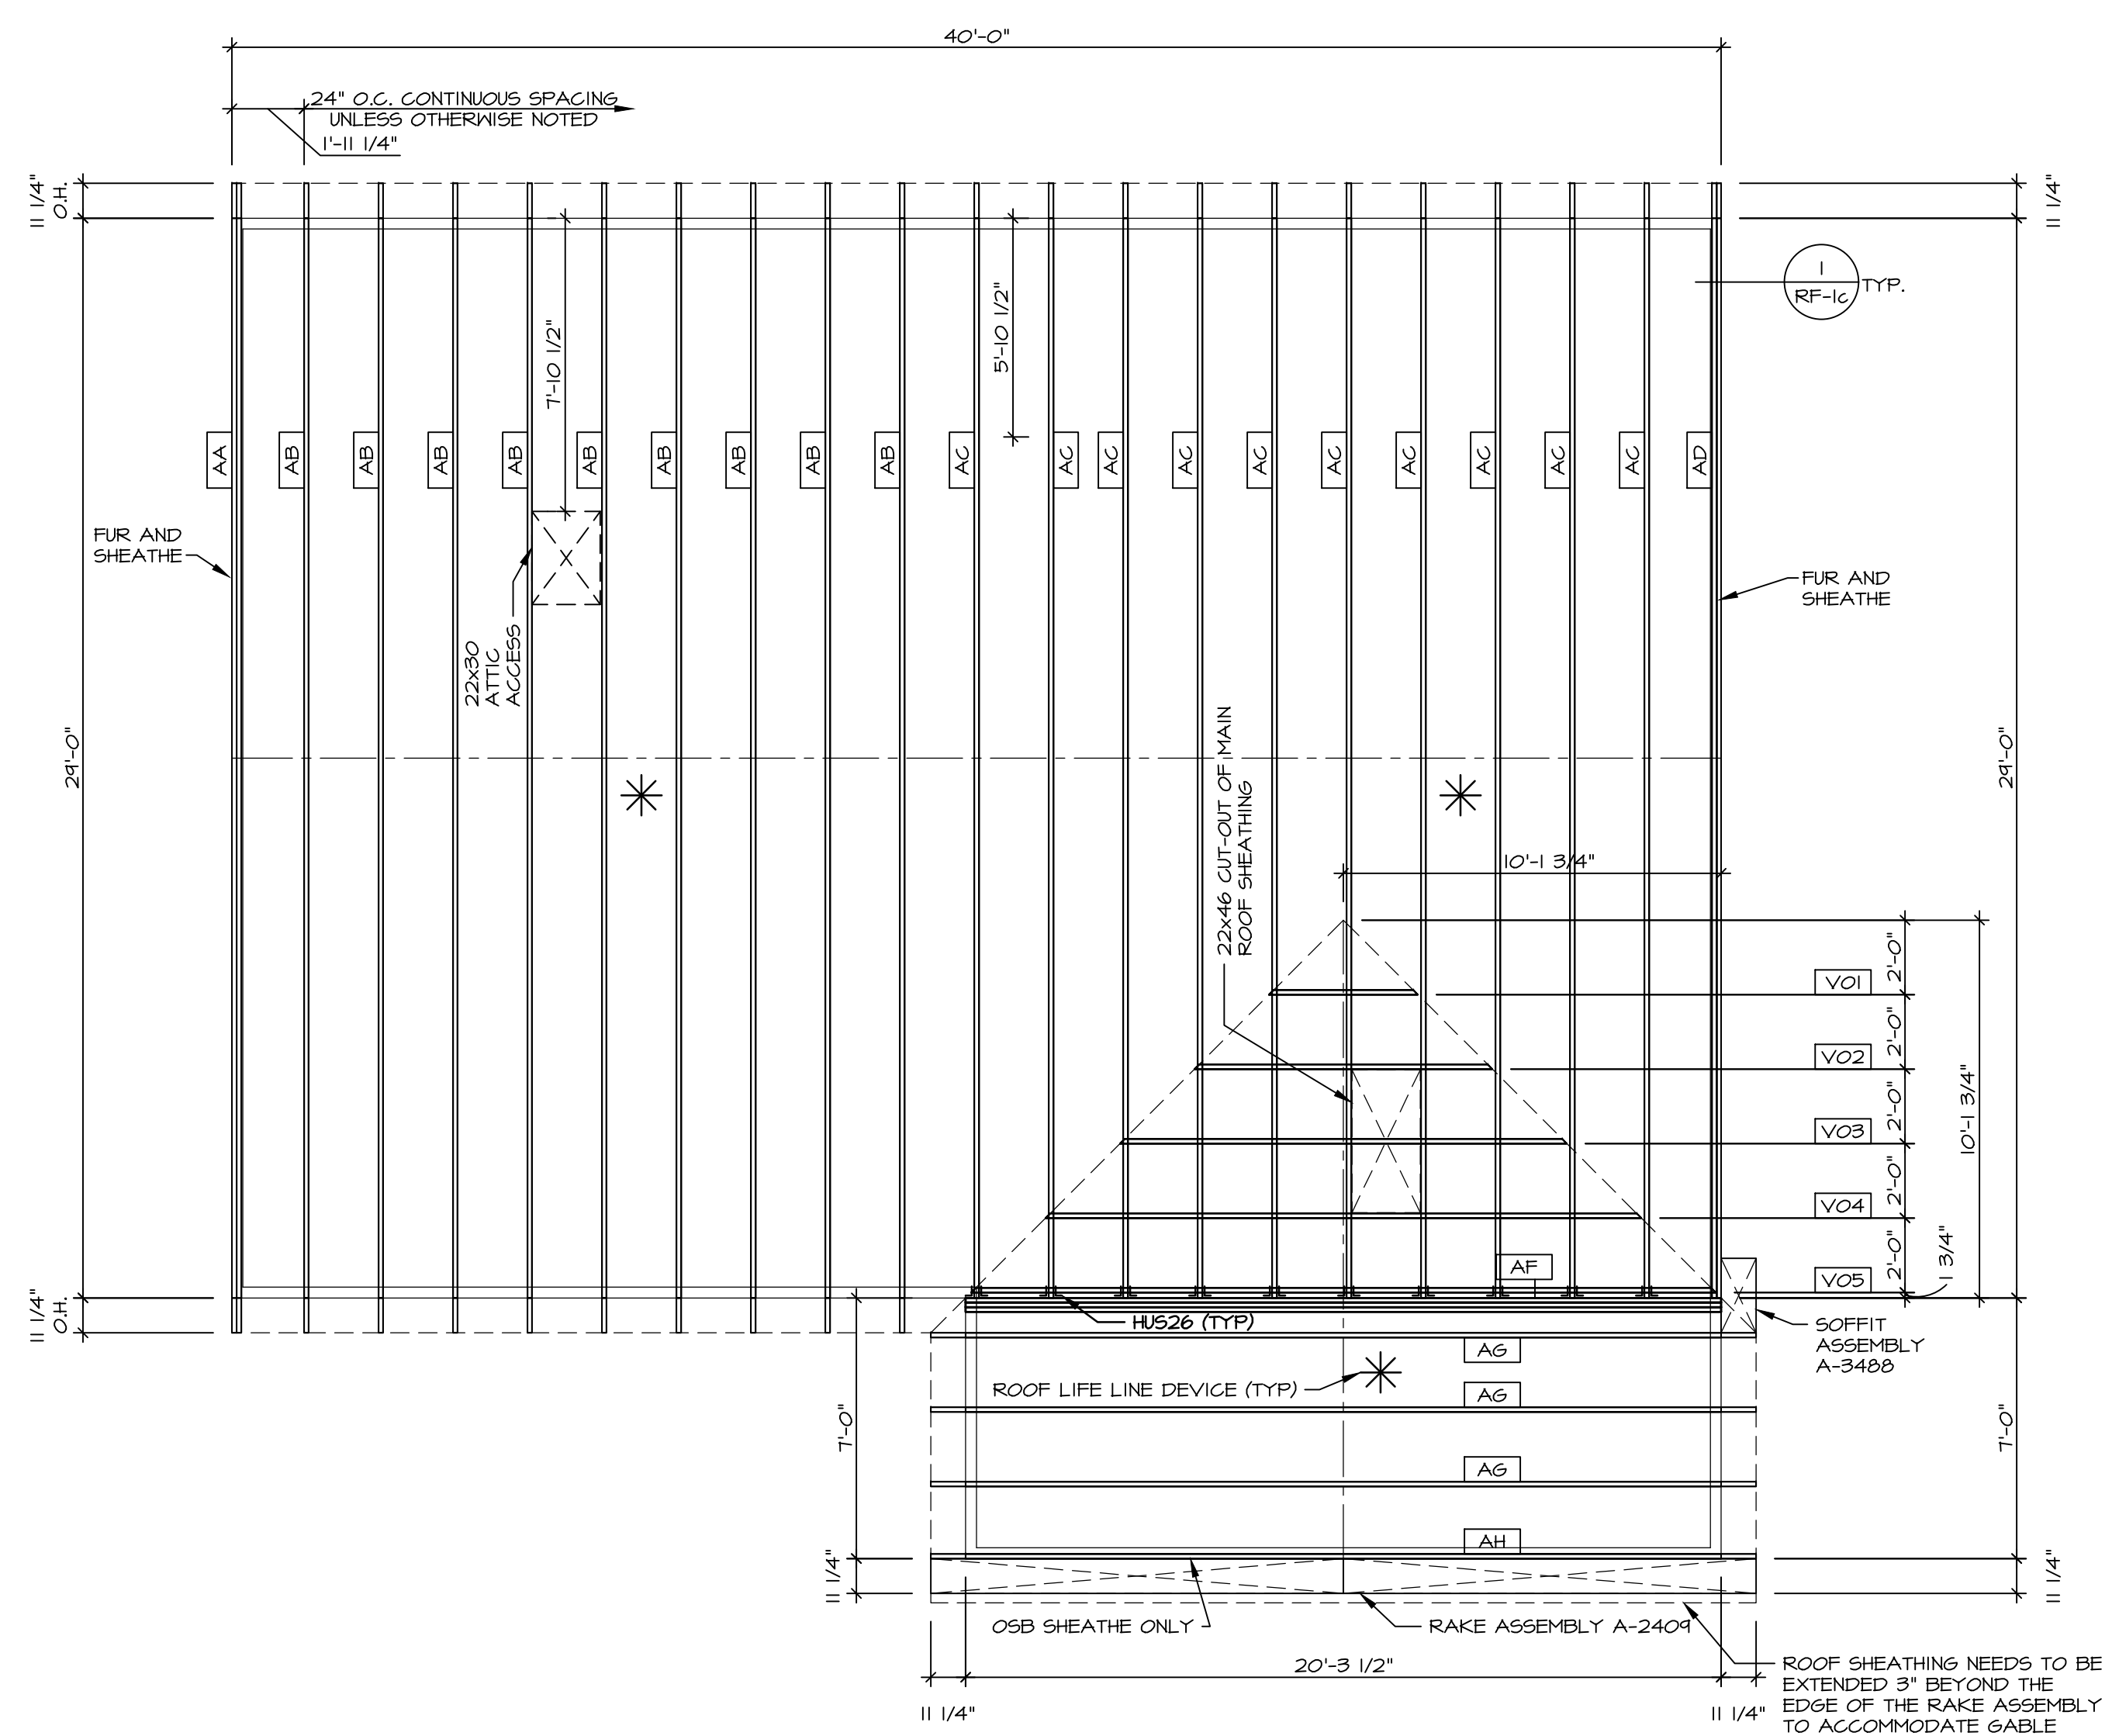 40'-0"
24" O.C. CONTINUOUS SPACING
UNLESS OTHERWISE NOTED
1'-11 1/4"
11 1/4"
O.H.
11 1/4"
1
RF-1c
TYP.
7'-10 1/2"
5'-10 1/2"
AA
AB
AB
AB
AB
AB
AB
AB
AB
AB
AC
AC
AC
AC
AC
AC
AC
AC
AC
AC
AD
FUR AND
SHEATHE
FUR AND
SHEATHE
22x30
ATTIC
ACCESS
29'-0"
29'-0"
22x46 CUT-OUT OF MAIN
ROOF SHEATHING
10'-1 3/4"
2'-0"
V01
2'-0"
V02
2'-0"
10'-1 3/4"
V03
2'-0"
V04
2'-0"
1 3/4"
V05
AF
11 1/4"
O.H.
HUS26 (TYP)
SOFFIT
ASSEMBLY
A-3488
AG
ROOF LIFE LINE DEVICE (TYP)
AG
7'-0"
7'-0"
AG
AH
11 1/4"
11 1/4"
OSB SHEATHE ONLY
RAKE ASSEMBLY A-2409
20'-3 1/2"
11 1/4"
11 1/4"
ROOF SHEATHING NEEDS TO BE
EXTENDED 3" BEYOND THE
EDGE OF THE RAKE ASSEMBLY
TO ACCOMMODATE GABLE